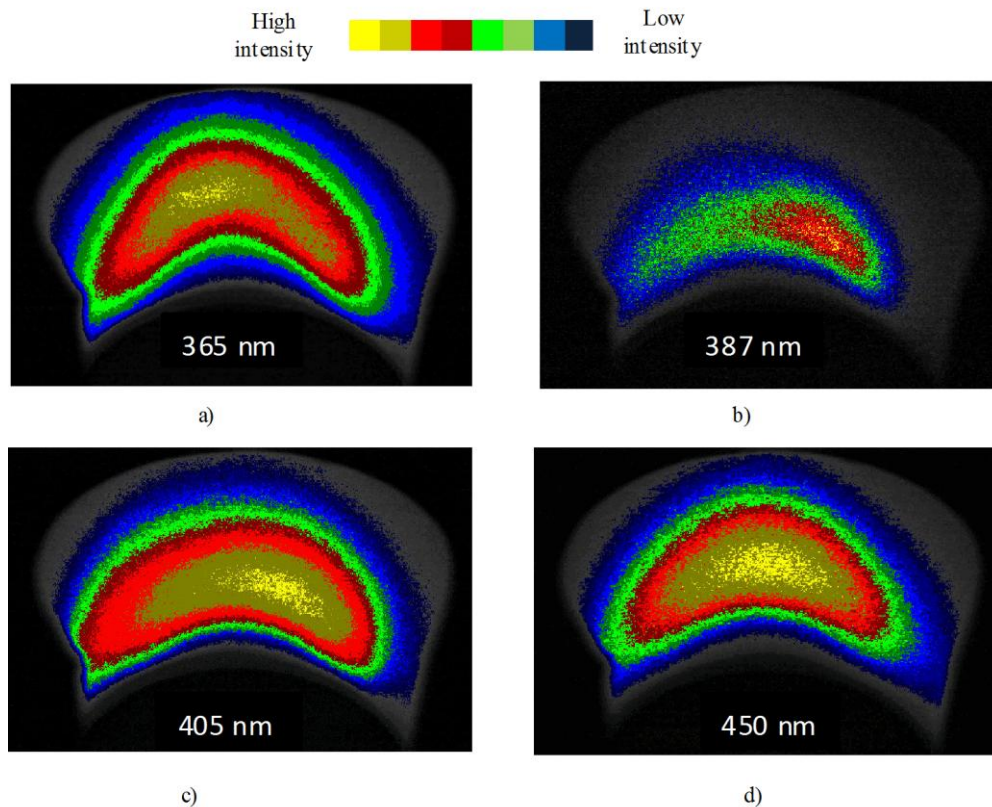 High
intensity
Low
intensity
365 nm
387 nm
a)
b)
405 nm
450 nm
c)
d)